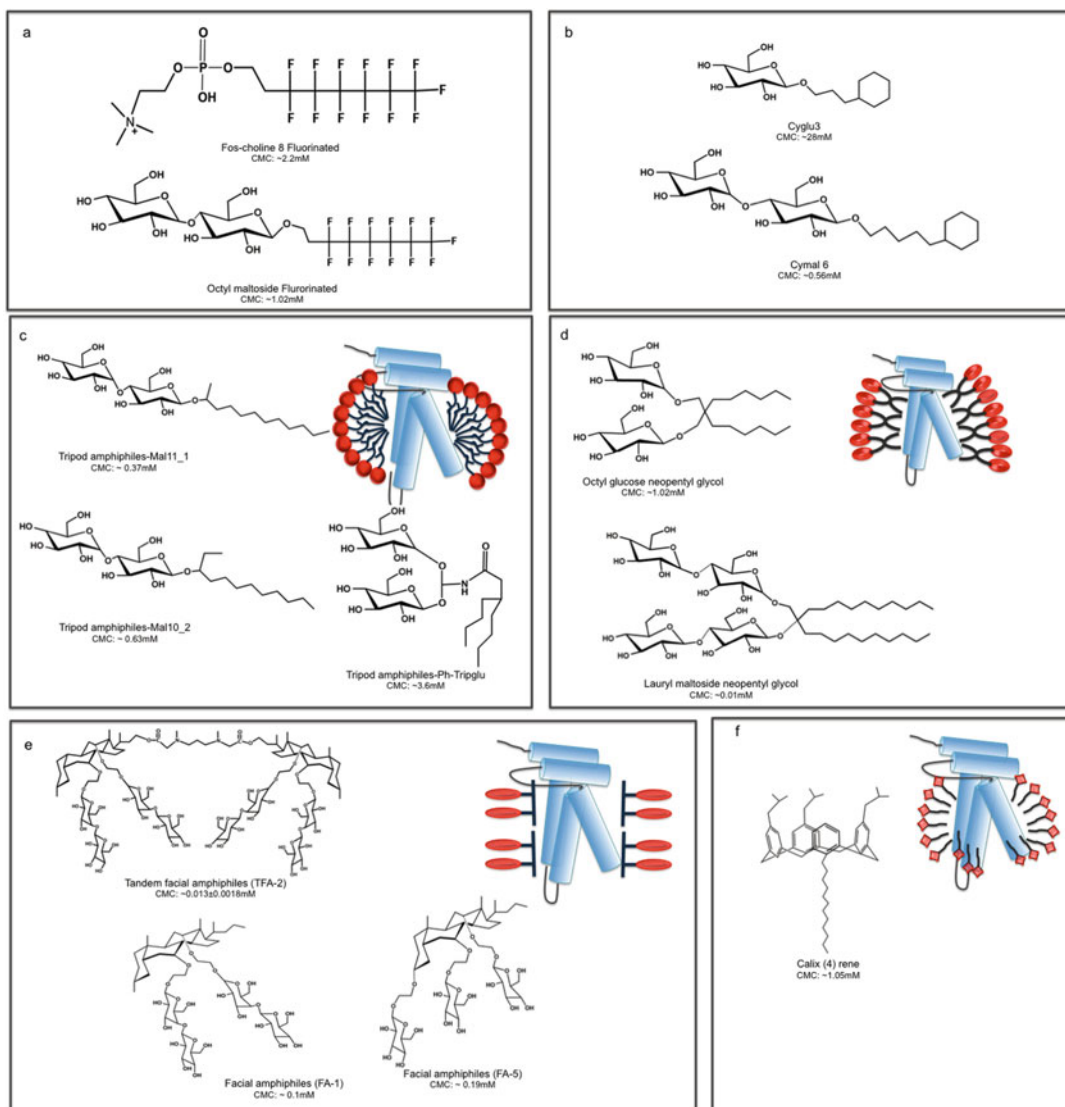 a
Fos-choline 8 Fluorinated
CMC: ~2.2mM
Octyl maltoside Flurorinated
CMC: ~1.02mM
b
Cyglu3
CMC: ~28mM
Cymal 6
CMC: ~0.56mM
c
Tripod amphiphiles-Mal11_1
CMC: ~ 0.37mM
Tripod amphiphiles-Mal10_2
CMC: ~ 0.63mM
Tripod amphiphiles-Ph-Tripglu
CMC: ~3.6mM
d
Octyl glucose neopentyl glycol
CMC: ~1.02mM
Lauryl maltoside neopentyl glycol
CMC: ~0.01mM
e
Tandem facial amphiphiles (TFA-2)
CMC: ~0.013±0.0018mM
Facial amphiphiles (FA-1)
CMC: ~ 0.1mM
Facial amphiphiles (FA-5)
CMC: ~ 0.19mM
f
Calix (4) rene
CMC: ~1.05mM